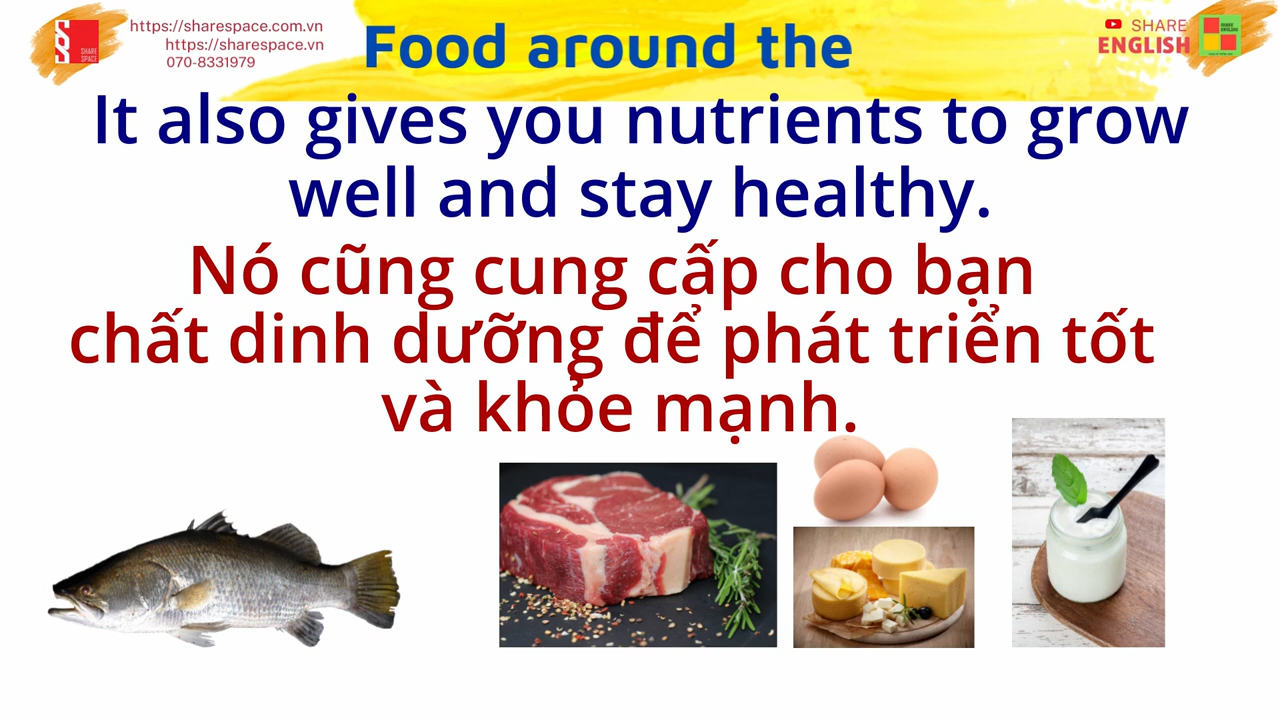 https://sharespace.com.vn
https://sharespace.vn
070-8331979
SHARE
SPACE
Food around the
SHARE
ENGLISH
It also gives you nutrients to grow
well and stay healthy.
Nó cũng cung cấp cho bạn
chất dinh dưỡng để phát triển tốt
và khỏe mạnh.